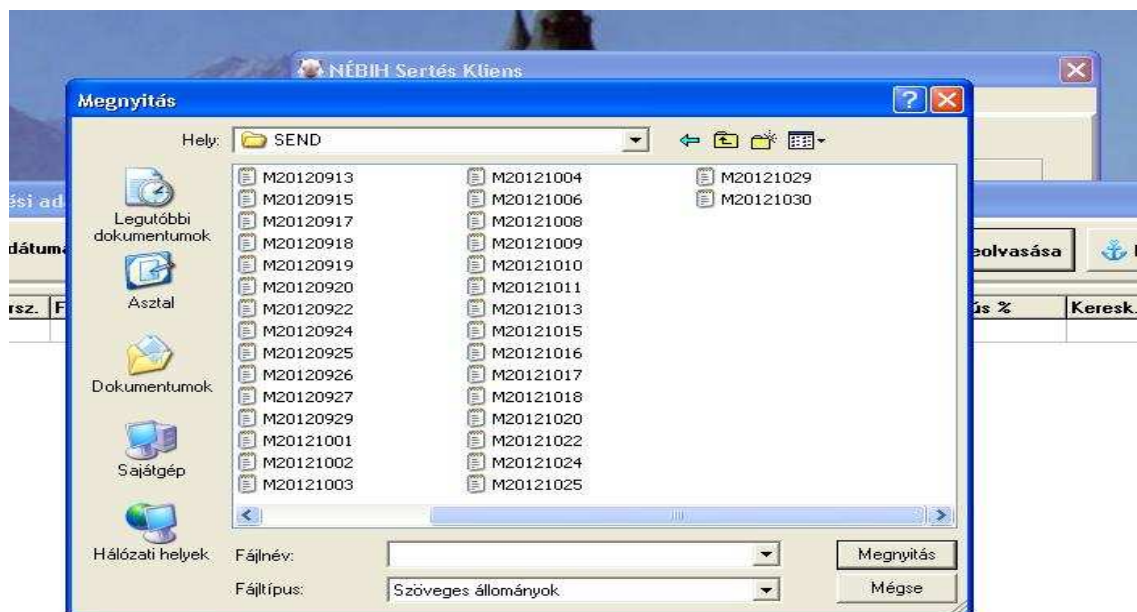 NÉBIH Sertés Kliens
Megnyitás
Hely: SEND
M20120913 M20121004 M20121029
M20120915 M20121006 M20121030
M20120917 M20121008
M20120918 M20121009
M20120919 M20121010
M20120920 M20121011
M20120922 M20121013
M20120924 M20121015
M20120925 M20121016
M20120926 M20121017
M20120927 M20121018
M20120929 M20121020
M20121001 M20121022
M20121002 M20121024
M20121003 M20121025
Legutóbbi
dokumentumok
Asztal
Dokumentumok
Sajátgép
Hálózati helyek
Fájlnév: Megnyitás
Fájltípus: Szöveges állományok Mégse
ési ad
dátuma eolvasása
rsz. F ús % Keresk.